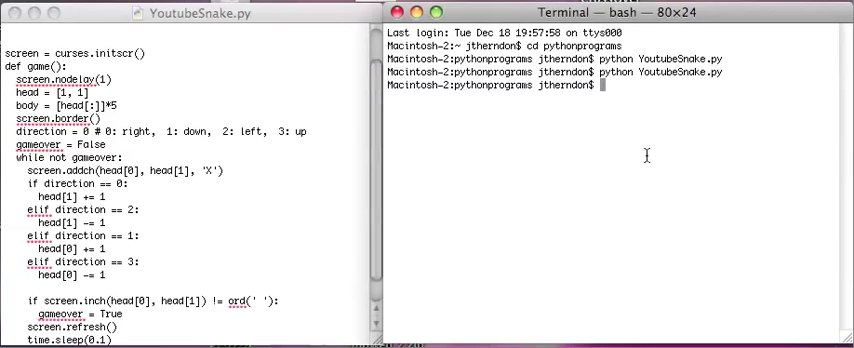 YoutubeSnake.py
screen = curses.initscr()
def game():
  screen.nodelay(1)
  head = [1, 1]
  body = [head[:]]*5
  screen.border()
  direction = 0 # 0: right,  1: down,  2: left,  3: up
  gameover = False
  while not gameover:
    screen.addch(head[0], head[1], 'X')
    if direction == 0:
      head[1] += 1
    elif direction == 2:
      head[1] -= 1
    elif direction == 1:
      head[0] += 1
    elif direction == 3:
      head[0] -= 1
    if screen.inch(head[0], head[1]) != ord(' '):
      gameover = True
    screen.refresh()
    time.sleep(0.1)
Terminal — bash — 80×24
Last login: Tue Dec 18 19:57:58 on ttys000
Macintosh-2:~ jtherndon$ cd pythonprograms
Macintosh-2:pythonprograms jtherndon$ python YoutubeSnake.py
Macintosh-2:pythonprograms jtherndon$ python YoutubeSnake.py
Macintosh-2:pythonprograms jtherndon$